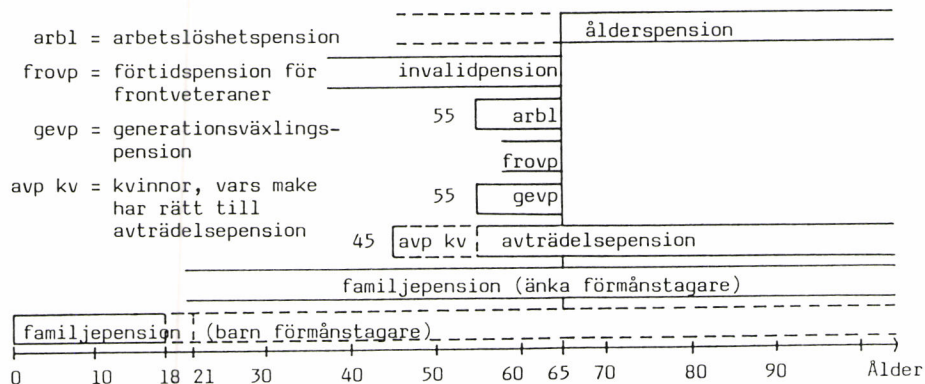 arbl = arbetslöshetspension
frovp = förtidspension för
frontveteraner
gevp = generationsväxlings-
pension
avp kv = kvinnor, vars make
har rätt till
avträdelsepension
ålderspension
invalidpension
55 arbl
frovp
55 gevp
45 avp kv avträdelsepension
familjepension (änka förmånstagare)
familjepension (barn förmånstagare)
0 10 18 21 30 40 50 60 65 70 80 90 Ålder